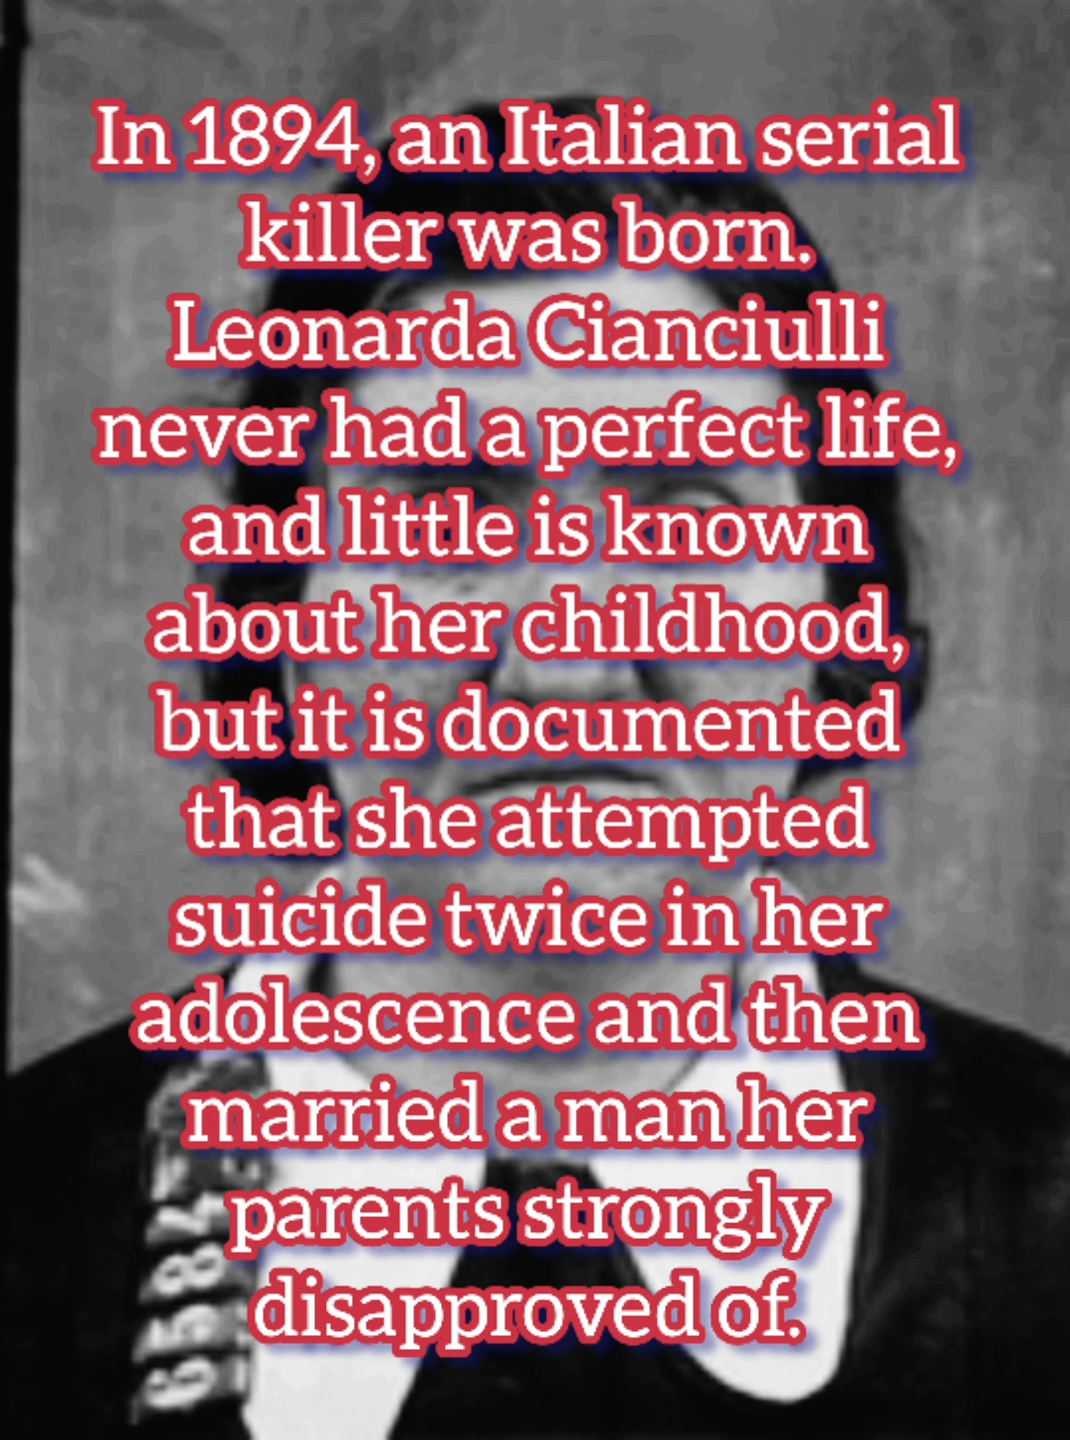 In 1894, an Italian serial
killer was born.
Leonarda Cianciulli
never had a perfect life,
and little is known
about her childhood,
but it is documented
that she attempted
suicide twice in her
adolescence and then
married a man her
parents strongly
disapproved of.
6584